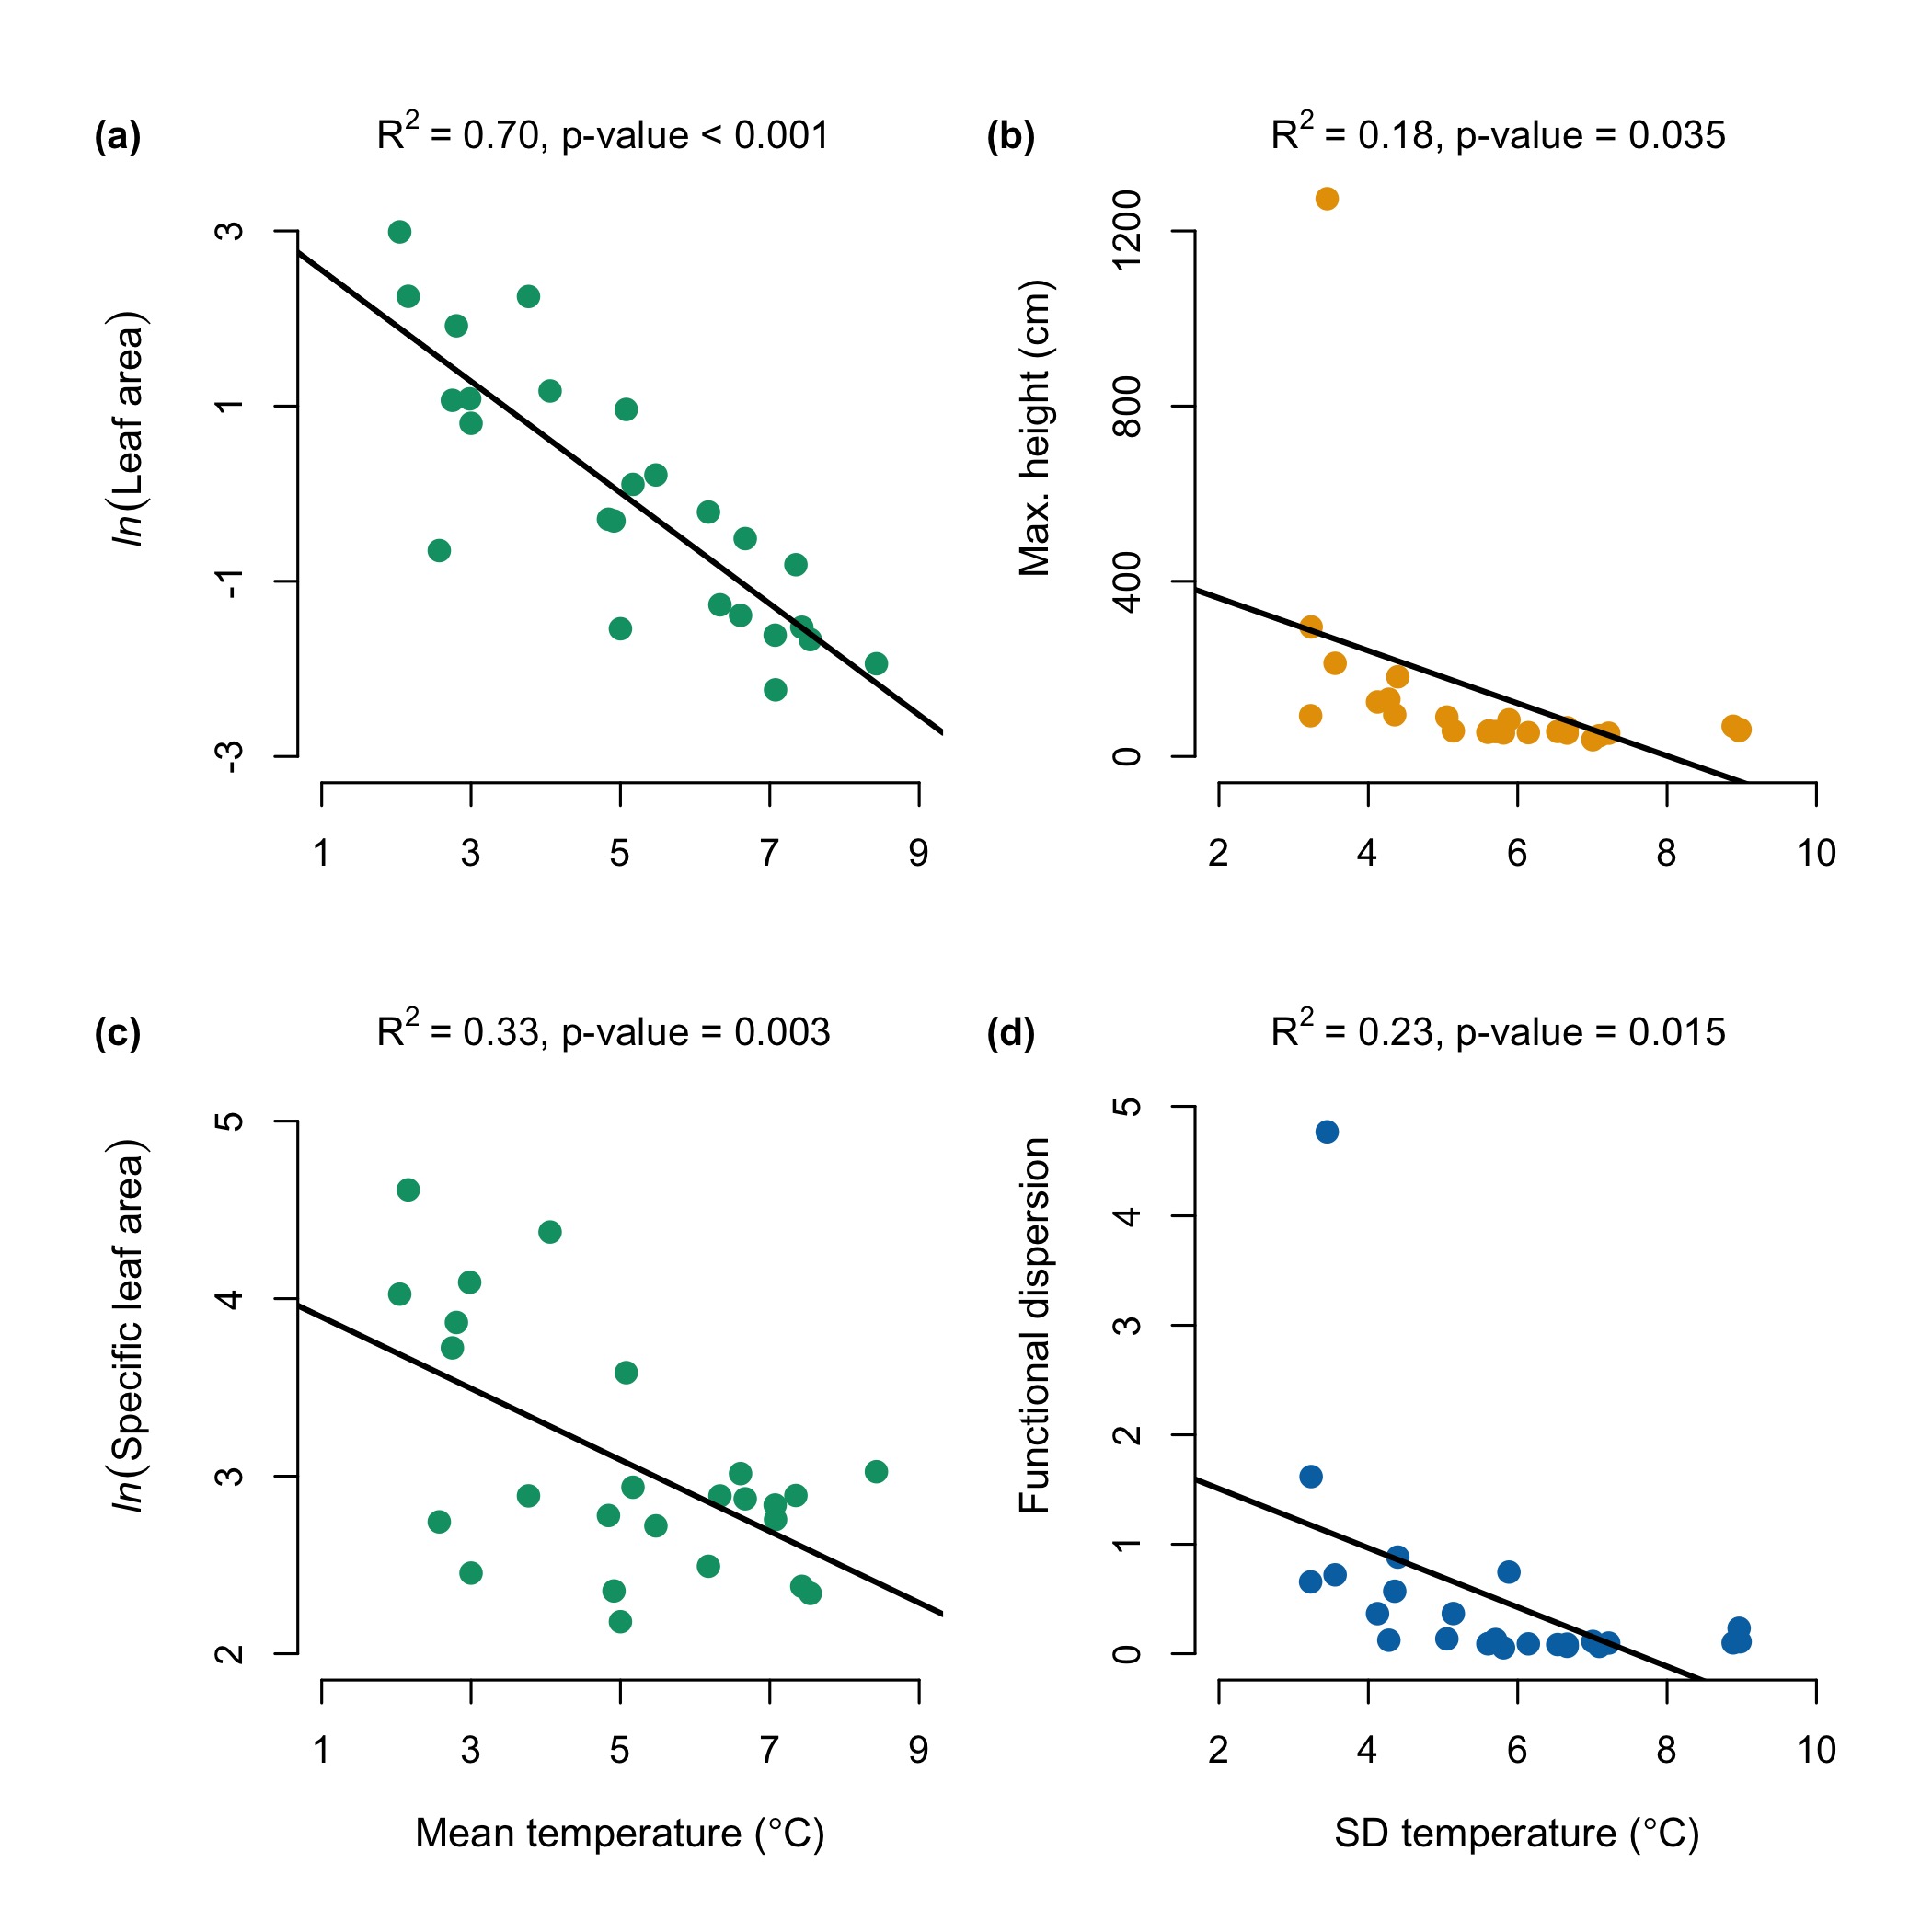 (a)
R² = 0.70, p-value < 0.001
ln(Leaf area)
3
1
-1
-3
1 3 5 7 9
(b)
R² = 0.18, p-value = 0.035
Max. height (cm)
1200
800
400
0
2 4 6 8 10
(c)
R² = 0.33, p-value = 0.003
ln(Specific leaf area)
5
4
3
2
1 3 5 7 9
Mean temperature (°C)
(d)
R² = 0.23, p-value = 0.015
Functional dispersion
5
4
3
2
1
0
2 4 6 8 10
SD temperature (°C)